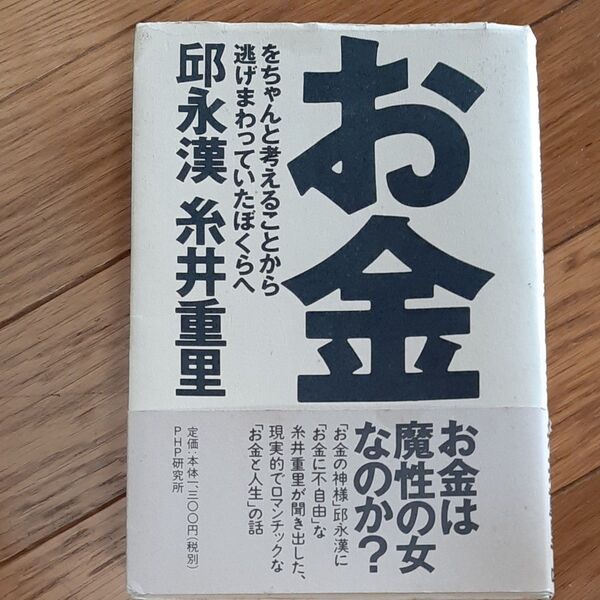 お金
をちゃんと考えることから
逃げまわっていたぼくらへ
邱永漢 糸井重里
お金は
魔性の女
なのか?
「お金の神様」邱永漢に
「お金に不自由」な
糸井重里が聞き出した、
現実的でロマンチックな
「お金と人生」の話
定価:本体一、三〇〇円(税別)
PHP研究所